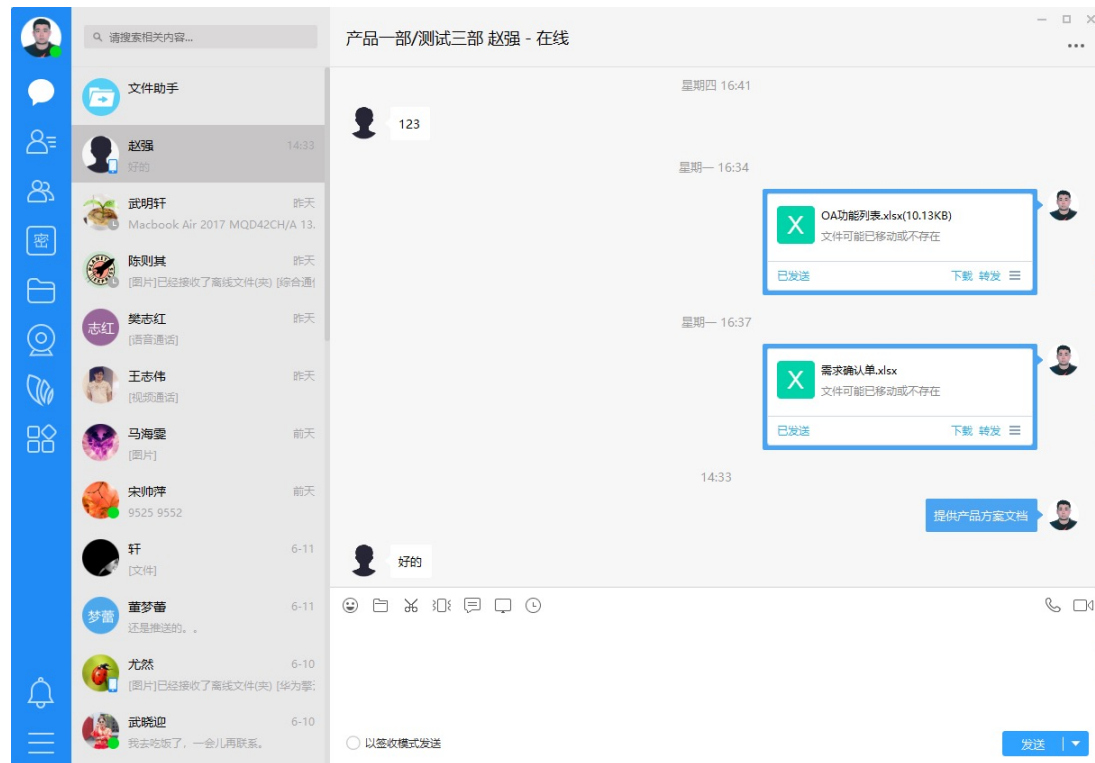 请搜索相关内容...
密
文件助手
赵强
14:33
好的
武明轩
昨天
Macbook Air 2017 MQD42CH/A 13.
陈则其
昨天
[图片]已经接收了离线文件(夹) [综合通
志红
樊志红
昨天
[语音通话]
王志伟
昨天
[视频通话]
马海雯
前天
[图片]
宋帅萍
前天
9525 9552
轩
6-11
[文件]
梦蕾
董梦蕾
6-11
还是推送的。。
尤然
6-10
[图片]已经接收了离线文件(夹) [华为擎
武晓迎
6-10
我去吃饭了，一会儿再联系。
产品一部/测试三部 赵强 - 在线
星期四 16:41
123
星期一 16:34
OA功能列表.xlsx(10.13KB)
文件可能已移动或不存在
已发送 下载 转发
星期一 16:37
需求确认单.xlsx
文件可能已移动或不存在
已发送 下载 转发
14:33
提供产品方案文档
好的
以签收模式发送
发送